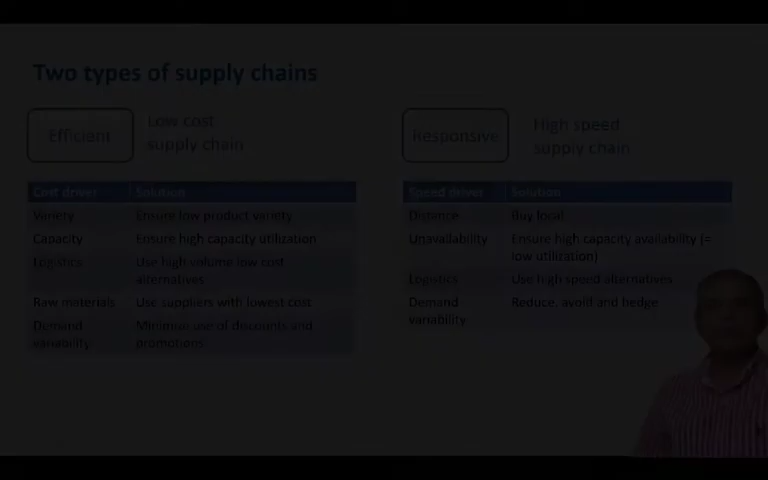 Two types of supply chains
Efficient
Low cost
supply chain
Cost driver Solution
Variety Ensure low product variety
Capacity Ensure high capacity utilization
Logistics Use high volume low cost
alternatives
Raw materials Use suppliers with lowest cost
Demand Minimum use of discounts and
variability promotions
Responsive
High speed
supply chain
Speed driver Solution
Distance Buy local
Unavailability Ensure high capacity availability (=
low utilization)
Logistics Use high speed alternatives
Demand Reduce, avoid and hedge
variability